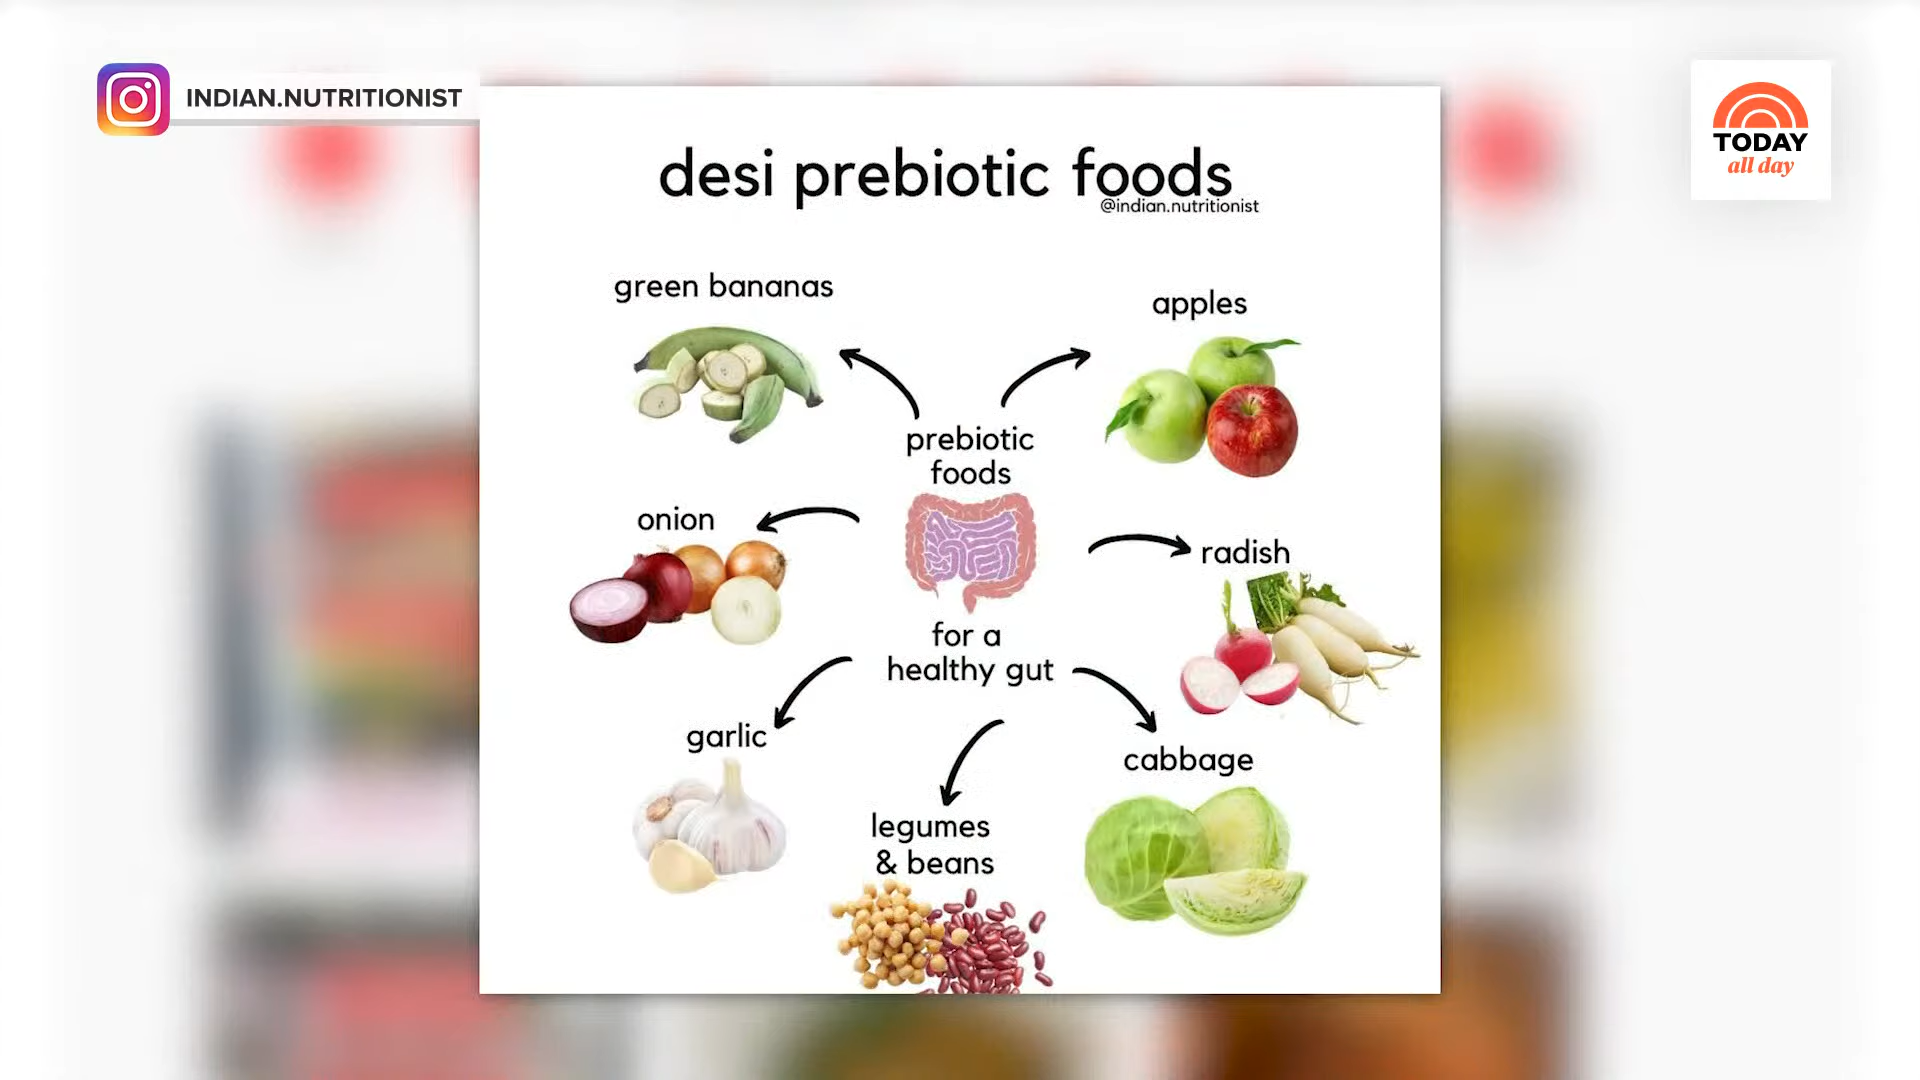 INDIAN.NUTRITIONIST
TODAY
all day
desi prebiotic foods
@indian.nutritionist
green bananas
apples
prebiotic
foods
onion
radish
for a
healthy gut
garlic
cabbage
legumes
& beans